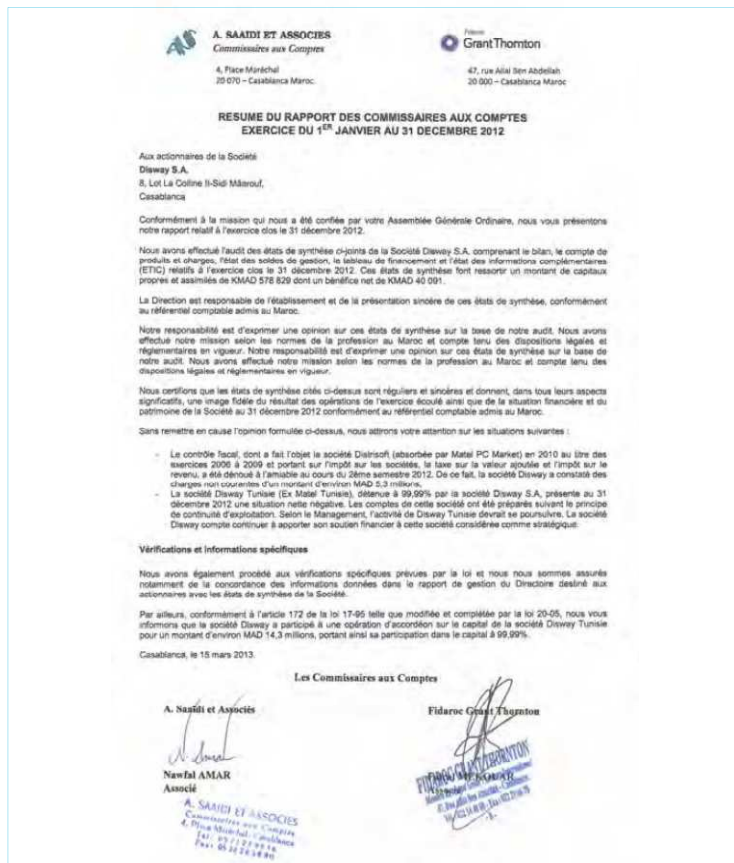 A. SAAIDI ET ASSOCIES
Commissaires aux Comptes
4, Place Maréchal
20 070 – Casablanca Maroc
Fidaroc
Grant Thornton
47, rue Allal Ben Abdellah
20 000 – Casablanca Maroc
RESUME DU RAPPORT DES COMMISSAIRES AUX COMPTES
EXERCICE DU 1ER JANVIER AU 31 DECEMBRE 2012
Aux actionnaires de la Société
Disway S.A.
8, Lot La Colline II-Sidi Mâarouf,
Casablanca
Conformément à la mission qui nous a été confiée par votre Assemblée Générale Ordinaire, nous vous présentons
notre rapport relatif à l'exercice clos le 31 décembre 2012.
Nous avons effectué l'audit des états de synthèse ci-joints de la Société Disway S.A. comprenant le bilan, le compte de
produits et charges, l'état des soldes de gestion, le tableau de financement et l'état des informations complémentaires
(ETIC) relatifs à l'exercice clos le 31 décembre 2012. Ces états de synthèse font ressortir un montant de capitaux
propres et assimilés de KMAD 578 829 dont un bénéfice net de KMAD 40 091.
La Direction est responsable de l'établissement et de la présentation sincère de ces états de synthèse, conformément
au référentiel comptable admis au Maroc.
Notre responsabilité est d'exprimer une opinion sur ces états de synthèse sur la base de notre audit. Nous avons
effectué notre mission selon les normes de la profession au Maroc et compte tenu des dispositions légales et
réglementaires en vigueur. Notre responsabilité est d'exprimer une opinion sur ces états de synthèse sur la base de
notre audit. Nous avons effectué notre mission selon les normes de la profession au Maroc et compte tenu des
dispositions légales et réglementaires en vigueur.
Nous certifions que les états de synthèse cités ci-dessus sont réguliers et sincères et donnent, dans tous leurs aspects
significatifs, une image fidèle du résultat des opérations de l'exercice écoulé ainsi que de la situation financière et du
patrimoine de la Société au 31 décembre 2012 conformément au référentiel comptable admis au Maroc.
Sans remettre en cause l'opinion formulée ci-dessus, nous attirons votre attention sur les situations suivantes :
- Le contrôle fiscal, dont a fait l'objet la société Distrisoft (absorbée par Matel PC Market) en 2010 au titre des
exercices 2006 à 2009 et portant sur l'impôt sur les sociétés, la taxe sur la valeur ajoutée et l'impôt sur le
revenu, a été dénoué à l'amiable au cours du 2ème semestre 2012. De ce fait, la société Disway a constaté des
charges non courantes d'un montant d'environ MAD 5,3 millions.
- La société Disway Tunisie (Ex Matel Tunisie), détenue à 99,99% par la société Disway S.A, présente au 31
décembre 2012 une situation nette négative. Les comptes de cette société ont été préparés suivant le principe
de continuité d'exploitation. Selon le Management, l'activité de Disway Tunisie devrait se poursuivre. La société
Disway compte continuer à apporter son soutien financier à cette société considérée comme stratégique.
Vérifications et informations spécifiques
Nous avons également procédé aux vérifications spécifiques prévues par la loi et nous nous sommes assurés
notamment de la concordance des informations données dans le rapport de gestion du Directoire destiné aux
actionnaires avec les états de synthèse de la Société.
Par ailleurs, conformément à l'article 172 de la loi 17-95 telle que modifiée et complétée par la loi 20-05, nous vous
informons que la société Disway a participé à une opération d'accordéon sur le capital de la société Disway Tunisie
pour un montant d'environ MAD 14,3 millions, portant ainsi sa participation dans le capital à 99,99%.
Casablanca, le 15 mars 2013.
Les Commissaires aux Comptes
A. Saaïdi et Associés
Fidaroc Grant Thornton
Nawfal AMAR
Associé
A. SAAIDI ET ASSOCIES
Commissaires aux Comptes
4, Place Maréchal, Casablanca
FIDAROC GRANT THORNTON